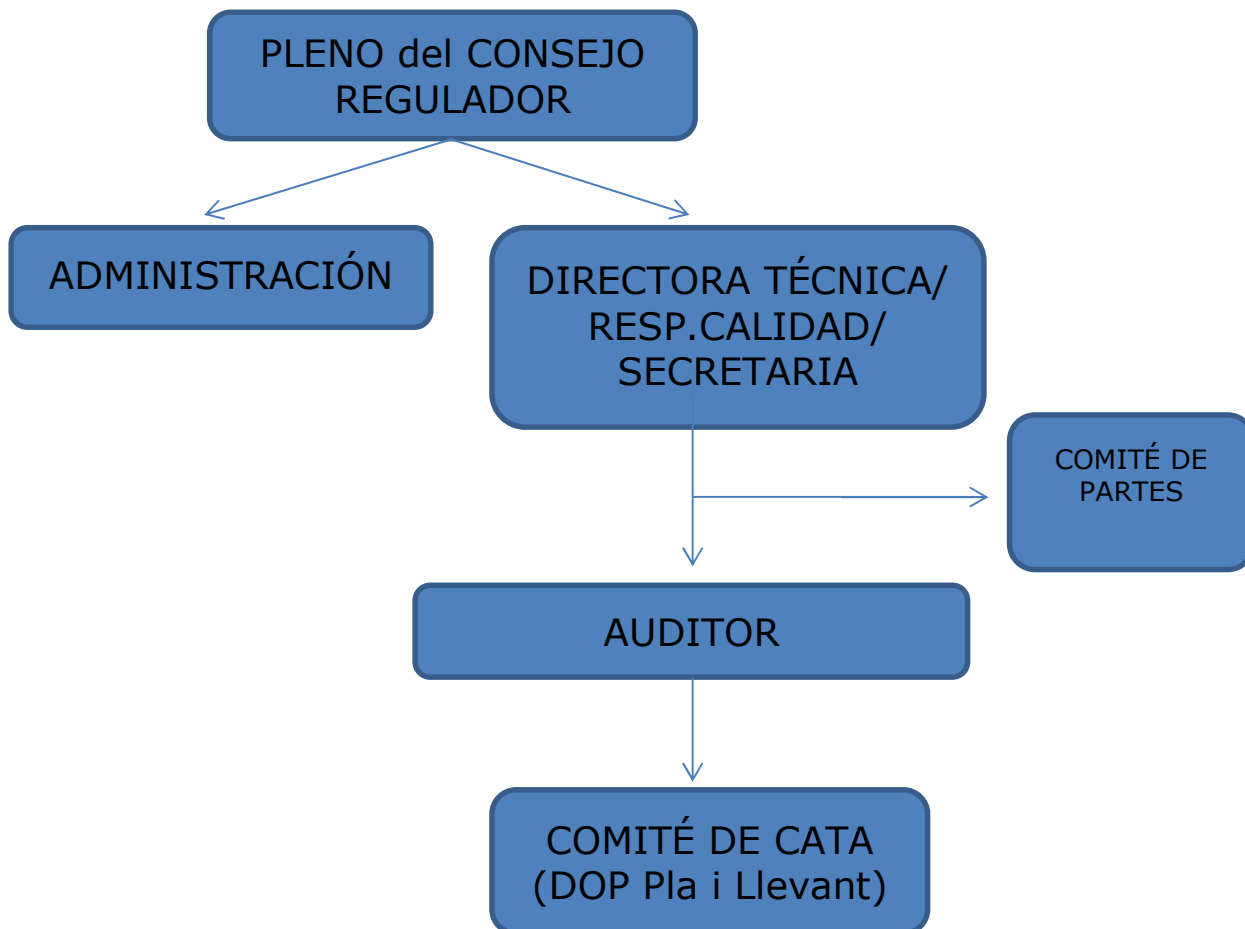 PLENO del CONSEJO
REGULADOR
ADMINISTRACIÓN
DIRECTORA TÉCNICA/
RESP.CALIDAD/
SECRETARIA
COMITÉ DE
PARTES
AUDITOR
COMITÉ DE CATA
(DOP Pla i Llevant)